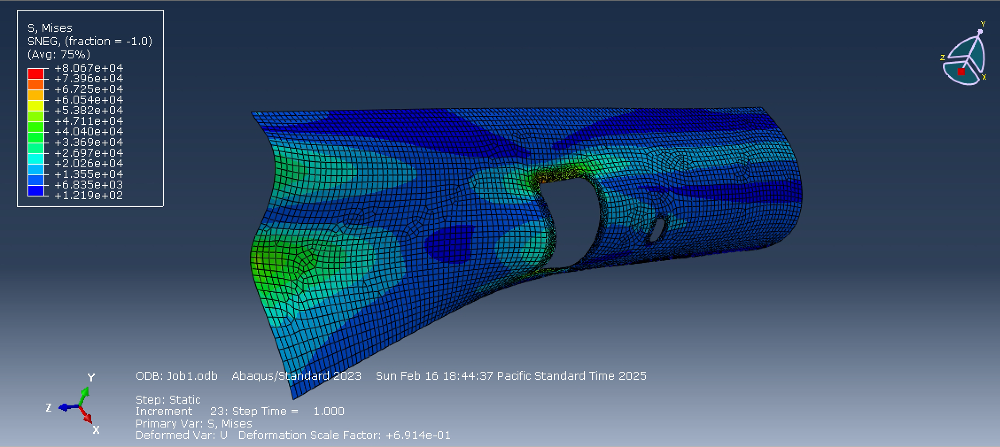 S, Mises
SNEG, (fraction = -1.0)
(Avg: 75%)
+8.067e+04
+7.396e+04
+6.725e+04
+6.054e+04
+5.382e+04
+4.711e+04
+4.040e+04
+3.369e+04
+2.697e+04
+2.026e+04
+1.355e+04
+6.835e+03
+1.219e+02
Y
Z
X
Y
Z
X
ODB: Job1.odb Abaqus/Standard 2023 Sun Feb 16 18:44:37 Pacific Standard Time 2025
Step: Static
Increment 23: Step Time = 1.000
Primary Var: S, Mises
Deformed Var: U Deformation Scale Factor: +6.914e-01